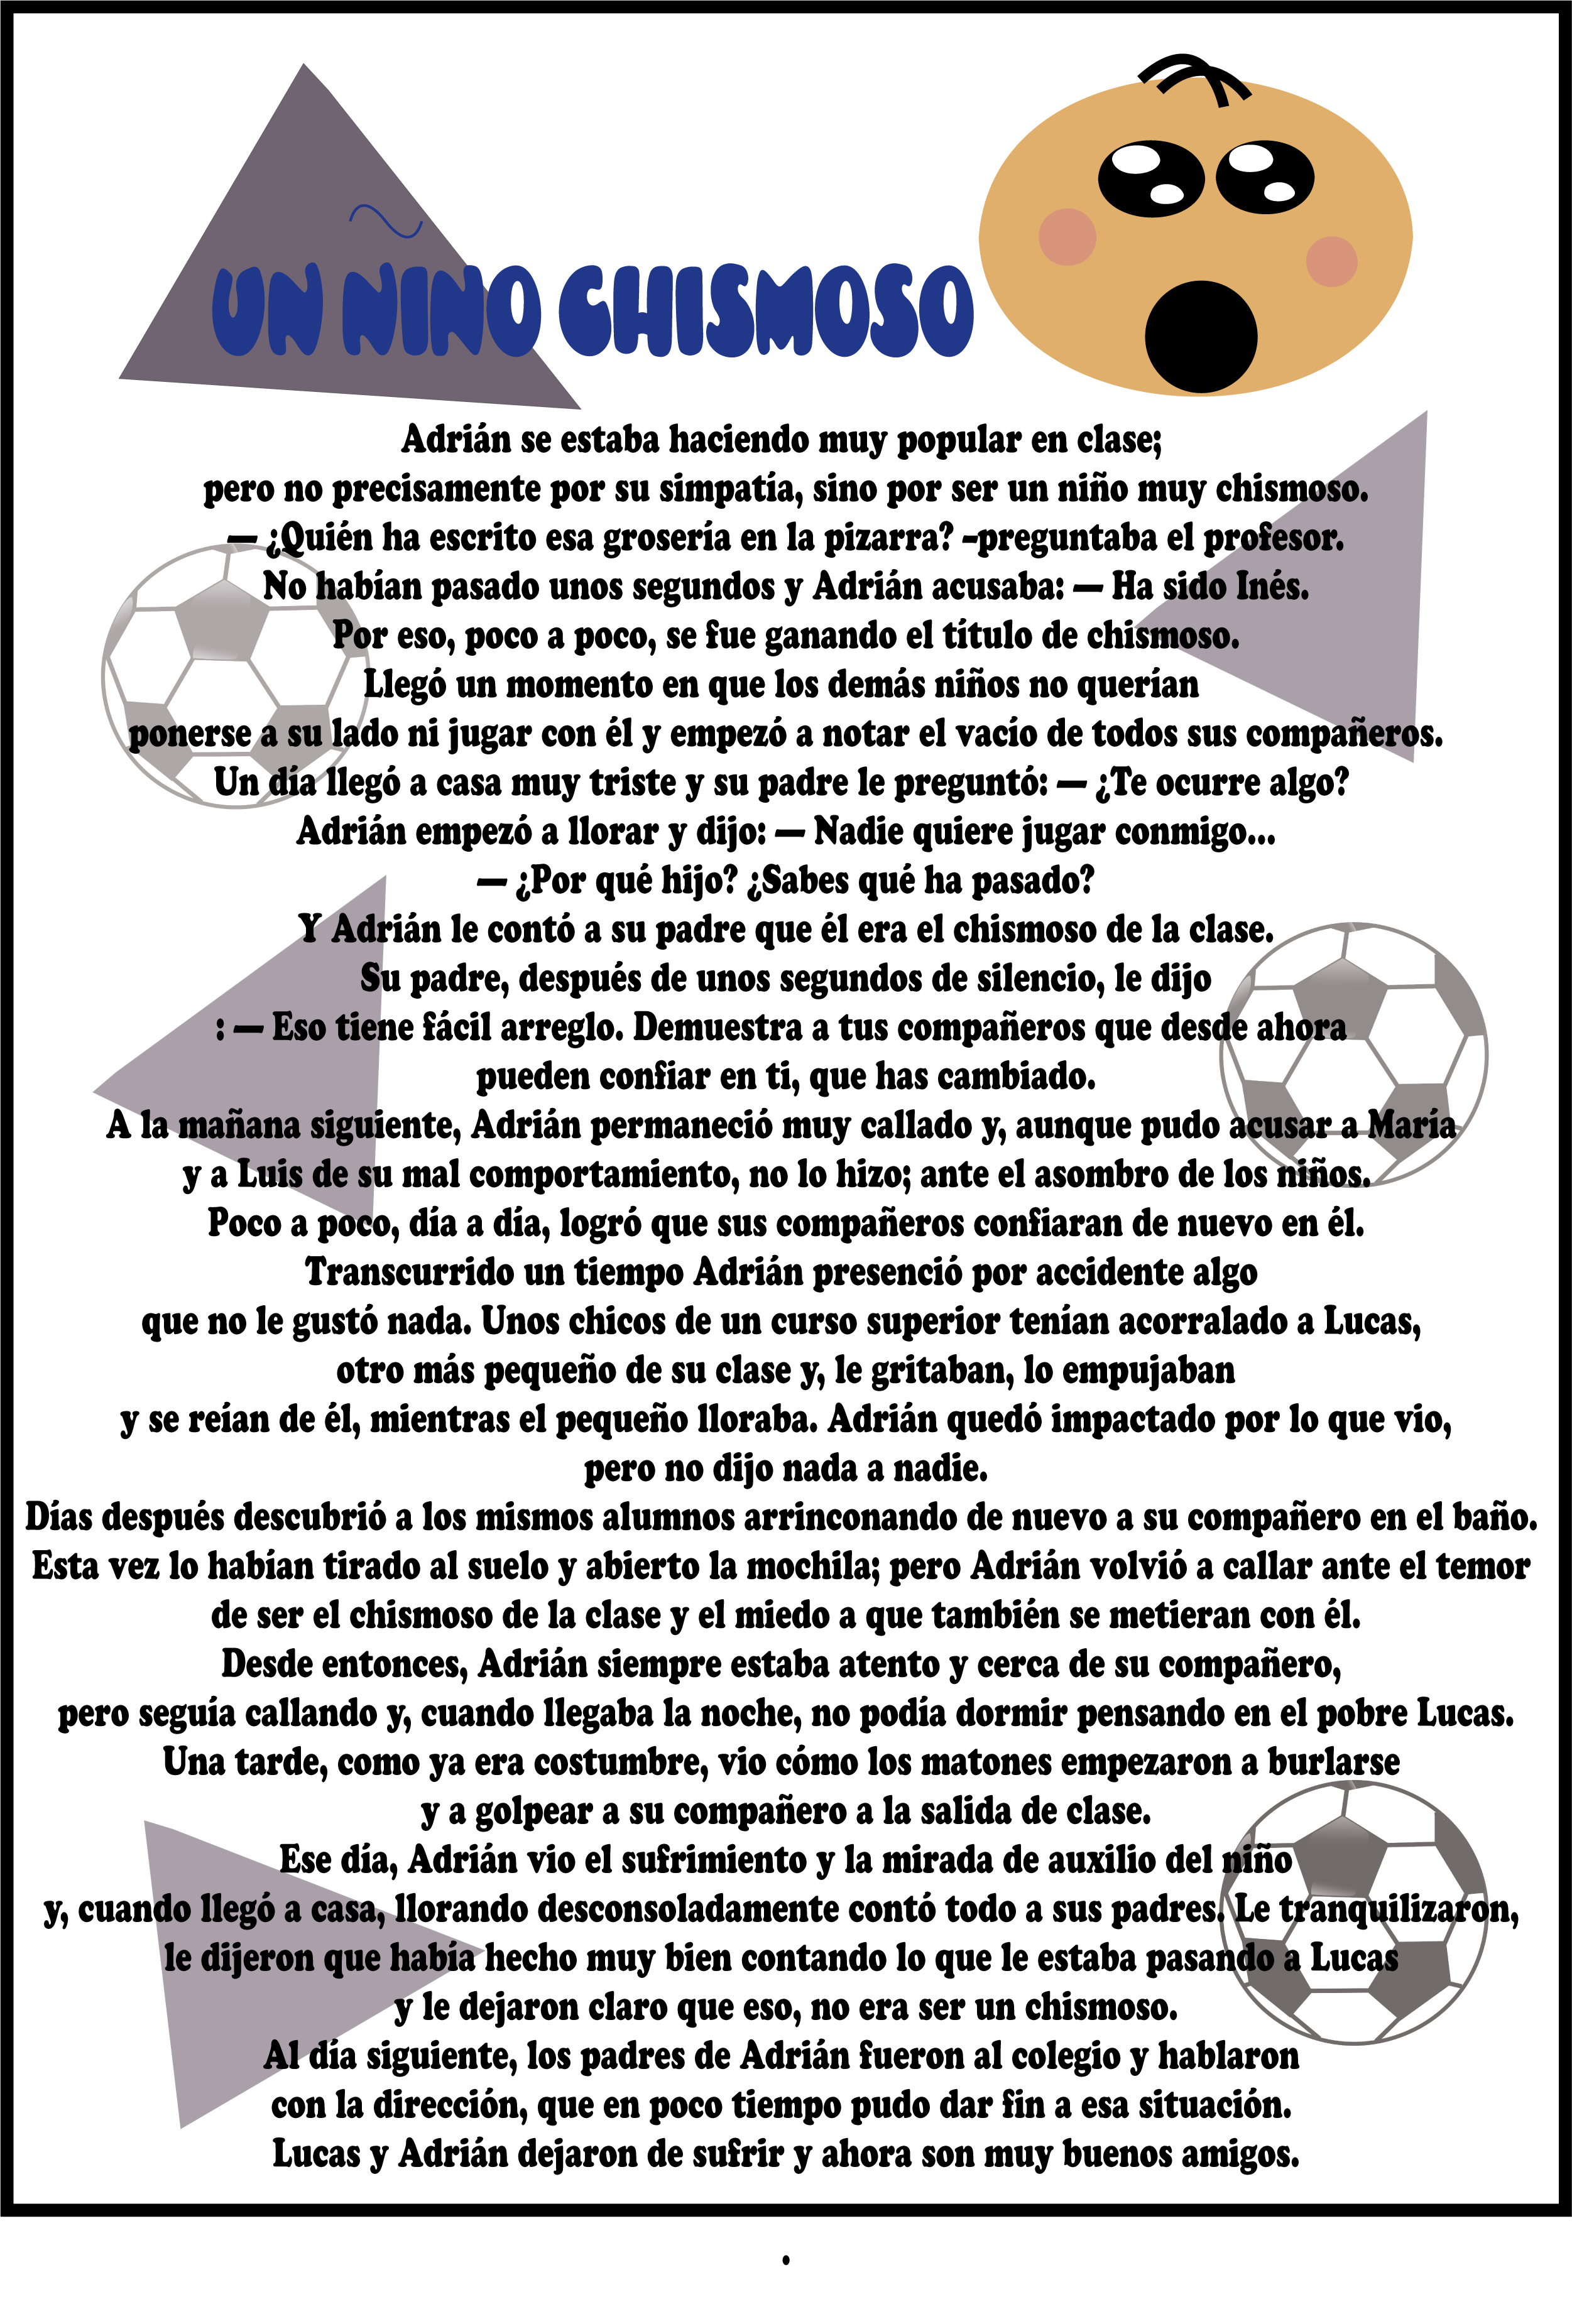 UN NIÑO CHISMOSO
Adrián se estaba haciendo muy popular en clase;
pero no precisamente por su simpatía, sino por ser un niño muy chismoso.
— ¿Quién ha escrito esa grosería en la pizarra? –preguntaba el profesor.
No habían pasado unos segundos y Adrián acusaba: — Ha sido Inés.
Por eso, poco a poco, se fue ganando el título de chismoso.
Llegó un momento en que los demás niños no querían
ponerse a su lado ni jugar con él y empezó a notar el vacío de todos sus compañeros.
Un día llegó a casa muy triste y su padre le preguntó: — ¿Te ocurre algo?
Adrián empezó a llorar y dijo: — Nadie quiere jugar conmigo...
— ¿Por qué hijo? ¿Sabes qué ha pasado?
Y Adrián le contó a su padre que él era el chismoso de la clase.
Su padre, después de unos segundos de silencio, le dijo
: — Eso tiene fácil arreglo. Demuestra a tus compañeros que desde ahora
pueden confiar en ti, que has cambiado.
A la mañana siguiente, Adrián permaneció muy callado y, aunque pudo acusar a María
y a Luis de su mal comportamiento, no lo hizo; ante el asombro de los niños.
Poco a poco, día a día, logró que sus compañeros confiaran de nuevo en él.
Transcurrido un tiempo Adrián presenció por accidente algo
que no le gustó nada. Unos chicos de un curso superior tenían acorralado a Lucas,
otro más pequeño de su clase y, le gritaban, lo empujaban
y se reían de él, mientras el pequeño lloraba. Adrián quedó impactado por lo que vio,
pero no dijo nada a nadie.
Días después descubrió a los mismos alumnos arrinconando de nuevo a su compañero en el baño.
Esta vez lo habían tirado al suelo y abierto la mochila; pero Adrián volvió a callar ante el temor
de ser el chismoso de la clase y el miedo a que también se metieran con él.
Desde entonces, Adrián siempre estaba atento y cerca de su compañero,
pero seguía callando y, cuando llegaba la noche, no podía dormir pensando en el pobre Lucas.
Una tarde, como ya era costumbre, vio cómo los matones empezaron a burlarse
y a golpear a su compañero a la salida de clase.
Ese día, Adrián vio el sufrimiento y la mirada de auxilio del niño
y, cuando llegó a casa, llorando desconsoladamente contó todo a sus padres. Le tranquilizaron,
le dijeron que había hecho muy bien contando lo que le estaba pasando a Lucas
y le dejaron claro que eso, no era ser un chismoso.
Al día siguiente, los padres de Adrián fueron al colegio y hablaron
con la dirección, que en poco tiempo pudo dar fin a esa situación.
Lucas y Adrián dejaron de sufrir y ahora son muy buenos amigos.
.